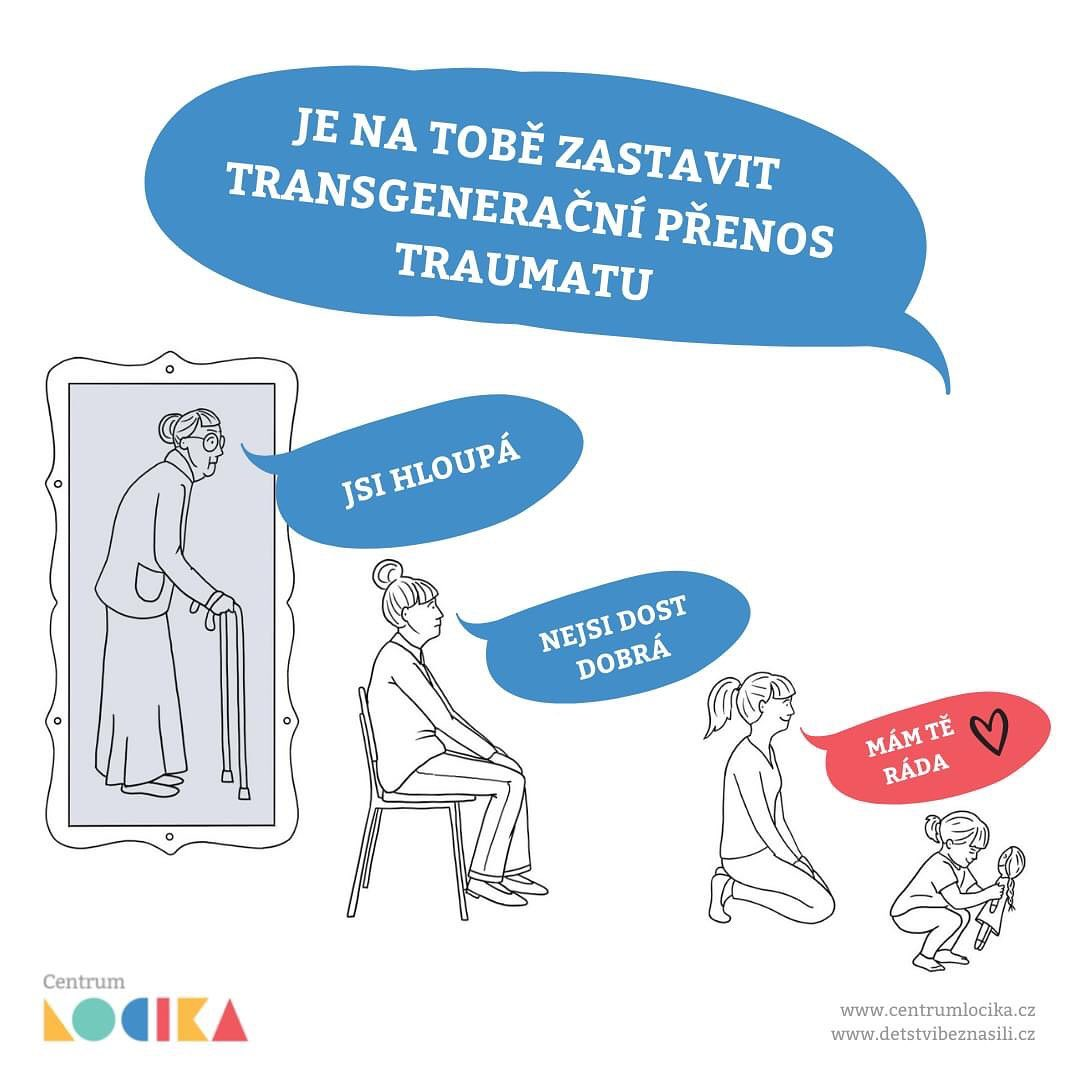 JE NA TOBĚ ZASTAVIT
TRANSGENERAČNÍ PŘENOS
TRAUMATU
JSI HLOUPÁ
NEJSI DOST
DOBRÁ
MÁM TĚ
RÁDA
Centrum
LOCIKA
www.centrumlocika.cz
www.detstvibeznasili.cz